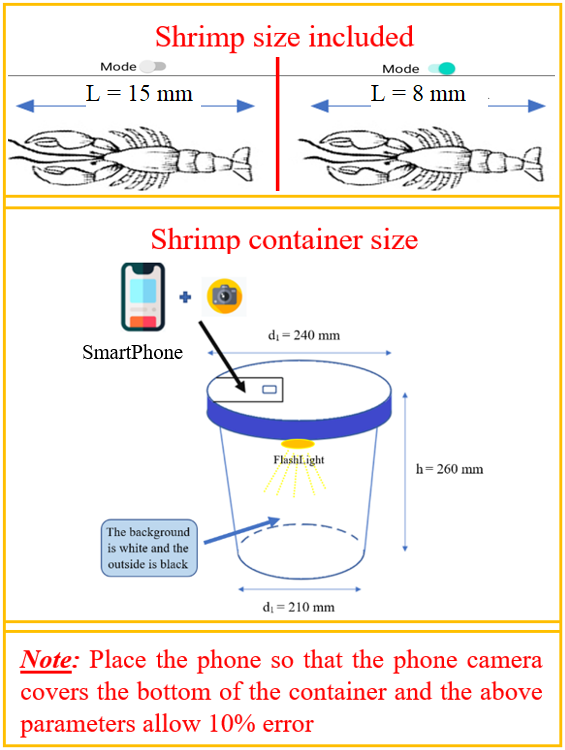 Shrimp size included
Mode
Mode
L = 15 mm
L = 8 mm
Shrimp container size
SmartPhone
d₁ = 240 mm
FlashLight
h = 260 mm
The background
is white and the
outside is black
d₁ = 210 mm
Note: Place the phone so that the phone camera
covers the bottom of the container and the above
parameters allow 10% error